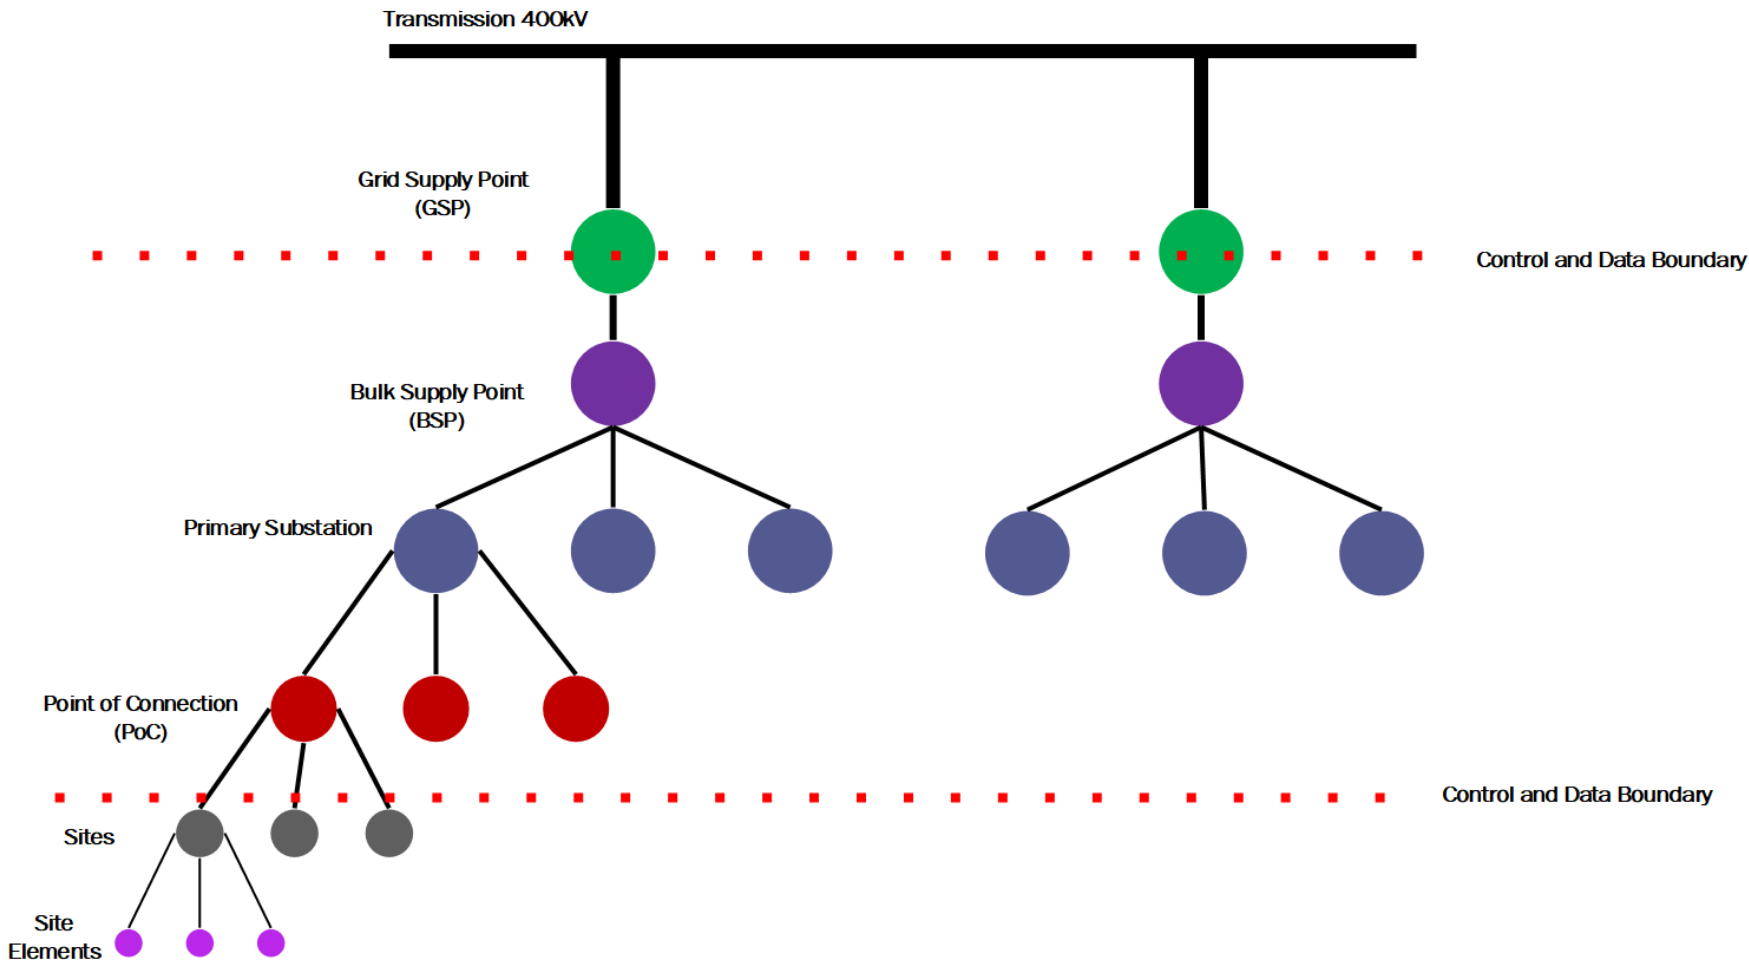 Transmission 400kV
Grid Supply Point
(GSP)
Control and Data Boundary
Bulk Supply Point
(BSP)
Primary Substation
Point of Connection
(PoC)
Control and Data Boundary
Sites
Site
Elements